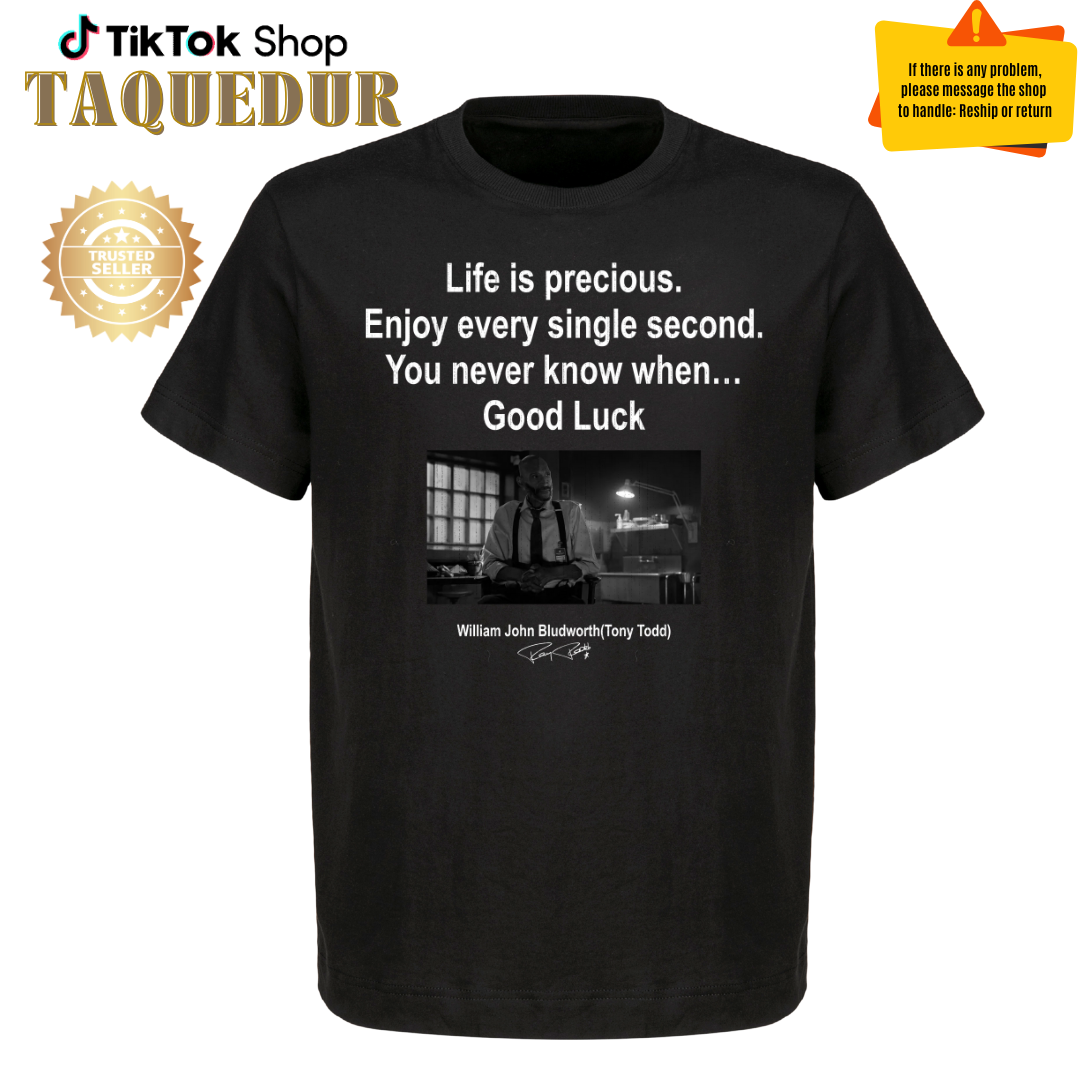 TikTok Shop
TAQUEDUR
If there is any problem,
please message the shop
to handle: Reship or return
TRUSTED
SELLER
Life is precious.
Enjoy every single second.
You never know when...
Good Luck
William John Bludworth(Tony Todd)